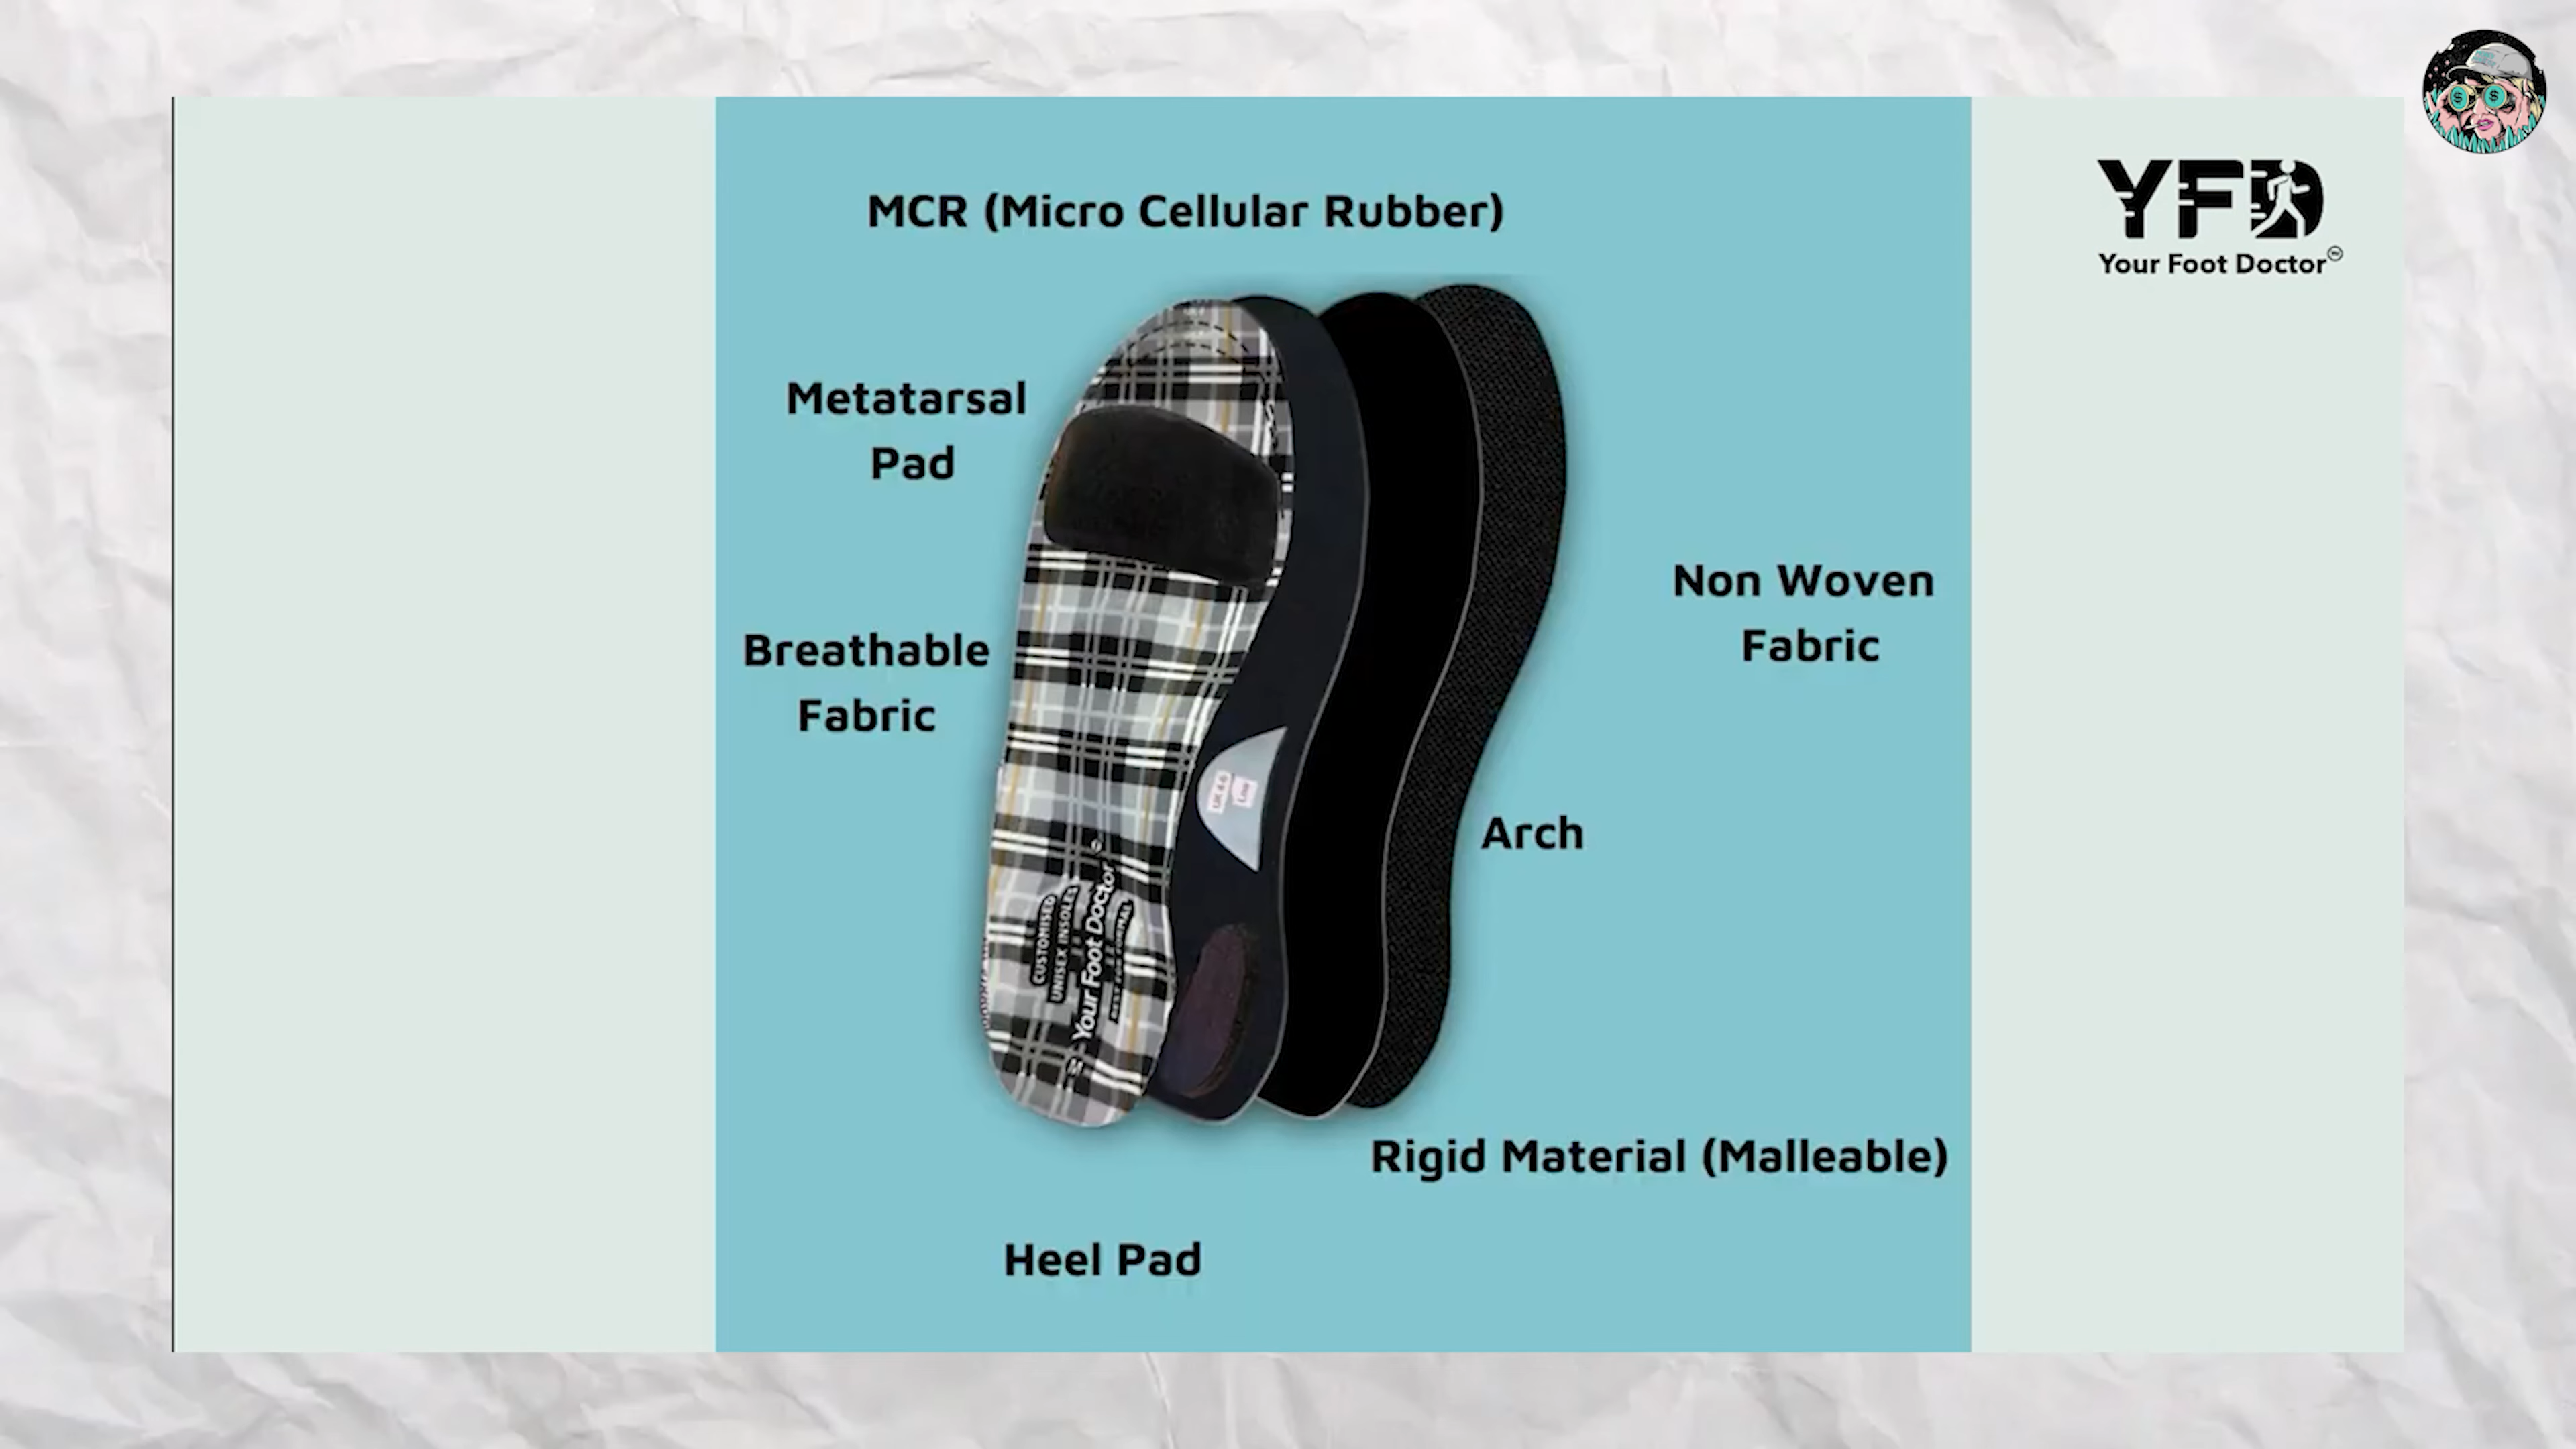 MCR (Micro Cellular Rubber)
YFD
Your Foot Doctor
Metatarsal
Pad
Non Woven
Fabric
Breathable
Fabric
Arch
CUSTOMISED
UNISEX INSOLES
Your Foot Doctor
Rigid Material (Malleable)
Heel Pad